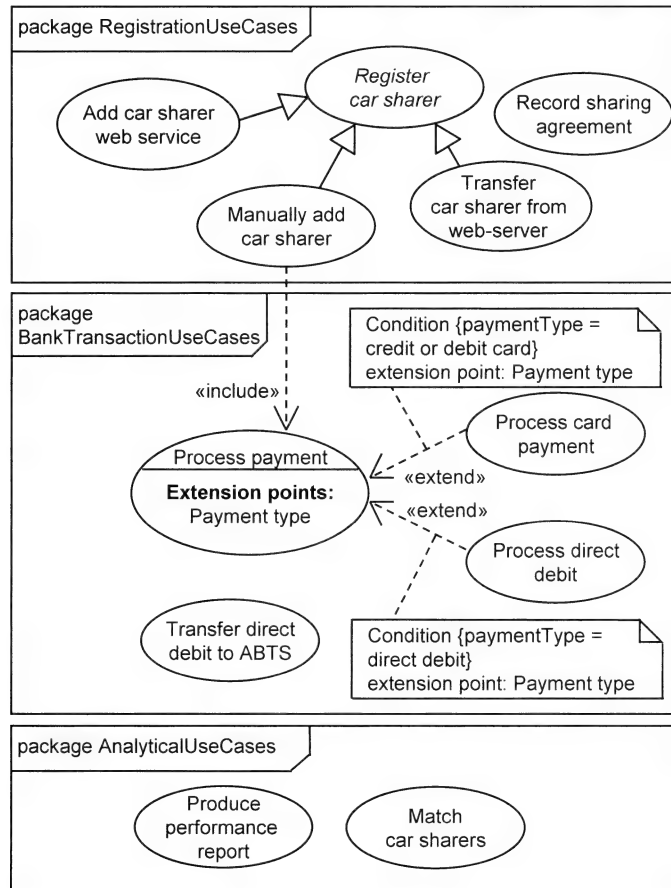 package RegistrationUseCases
Register
car sharer
Add car sharer
web service
Record sharing
agreement
Manually add
car sharer
Transfer
car sharer from
web-server
package
BankTransactionUseCases
Condition {paymentType =
credit or debit card}
extension point: Payment type
«include»
Process card
payment
Process payment
Extension points:
Payment type
«extend»
«extend»
Process direct
debit
Transfer direct
debit to ABTS
Condition {paymentType =
direct debit}
extension point: Payment type
package AnalyticalUseCases
Produce
performance
report
Match
car sharers